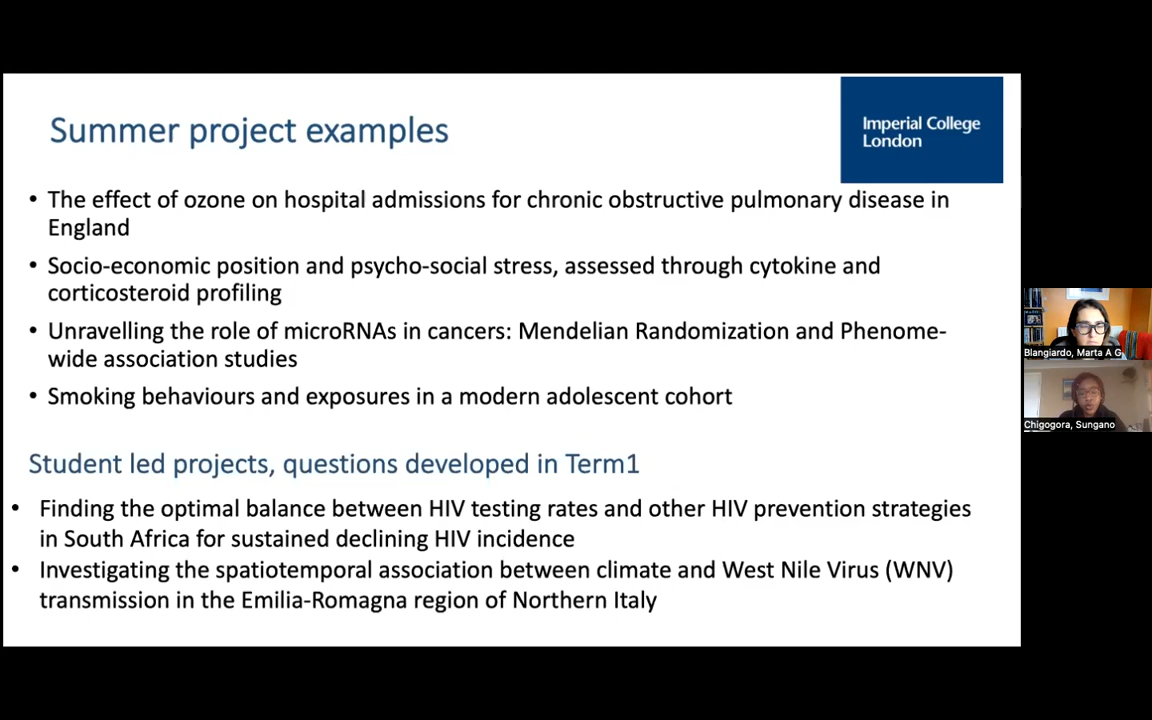 Summer project examples
Imperial College
London
• The effect of ozone on hospital admissions for chronic obstructive pulmonary disease in
England
• Socio-economic position and psycho-social stress, assessed through cytokine and
corticosteroid profiling
• Unravelling the role of microRNAs in cancers: Mendelian Randomization and Phenome-
wide association studies
• Smoking behaviours and exposures in a modern adolescent cohort
Student led projects, questions developed in Term1
• Finding the optimal balance between HIV testing rates and other HIV prevention strategies
in South Africa for sustained declining HIV incidence
• Investigating the spatiotemporal association between climate and West Nile Virus (WNV)
transmission in the Emilia-Romagna region of Northern Italy
Blangiardo, Marta A G
Chigogora, Sungano